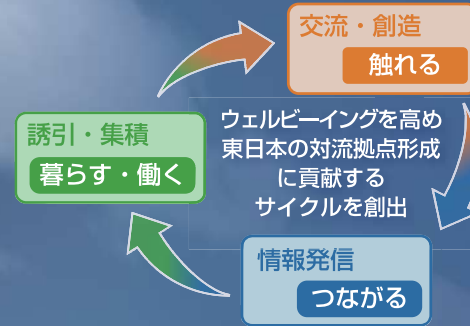 交流・創造
触れる
誘引・集積
暮らす・働く
ウェルビーイングを高め
東日本の対流拠点形成
に貢献する
サイクルを創出
情報発信
つながる